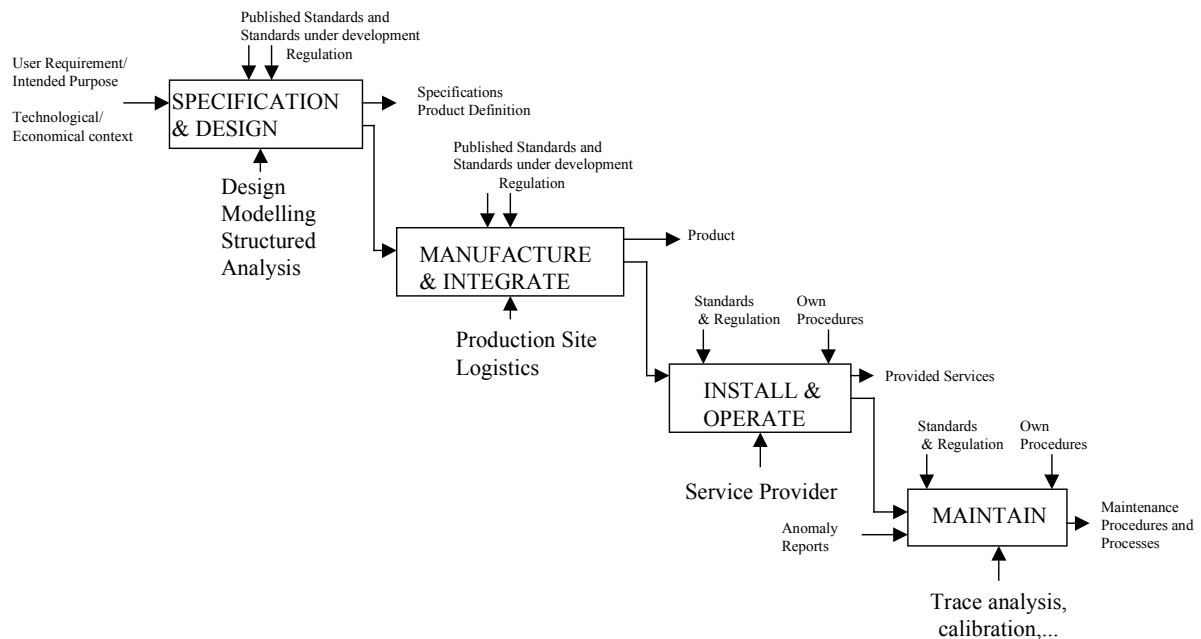 Published Standards and
Standards under development
Regulation
User Requirement/
Intended Purpose
Technological/
Economical context
SPECIFICATION
& DESIGN
Specifications
Product Definition
Design
Modelling
Structured
Analysis
Published Standards and
Standards under development
Regulation
MANUFACTURE
& INTEGRATE
Product
Production Site
Logistics
Standards
& Regulation
Own
Procedures
INSTALL &
OPERATE
Provided Services
Service Provider
Standards
& Regulation
Own
Procedures
Anomaly
Reports
MAINTAIN
Maintenance
Procedures and
Processes
Trace analysis,
calibration,...